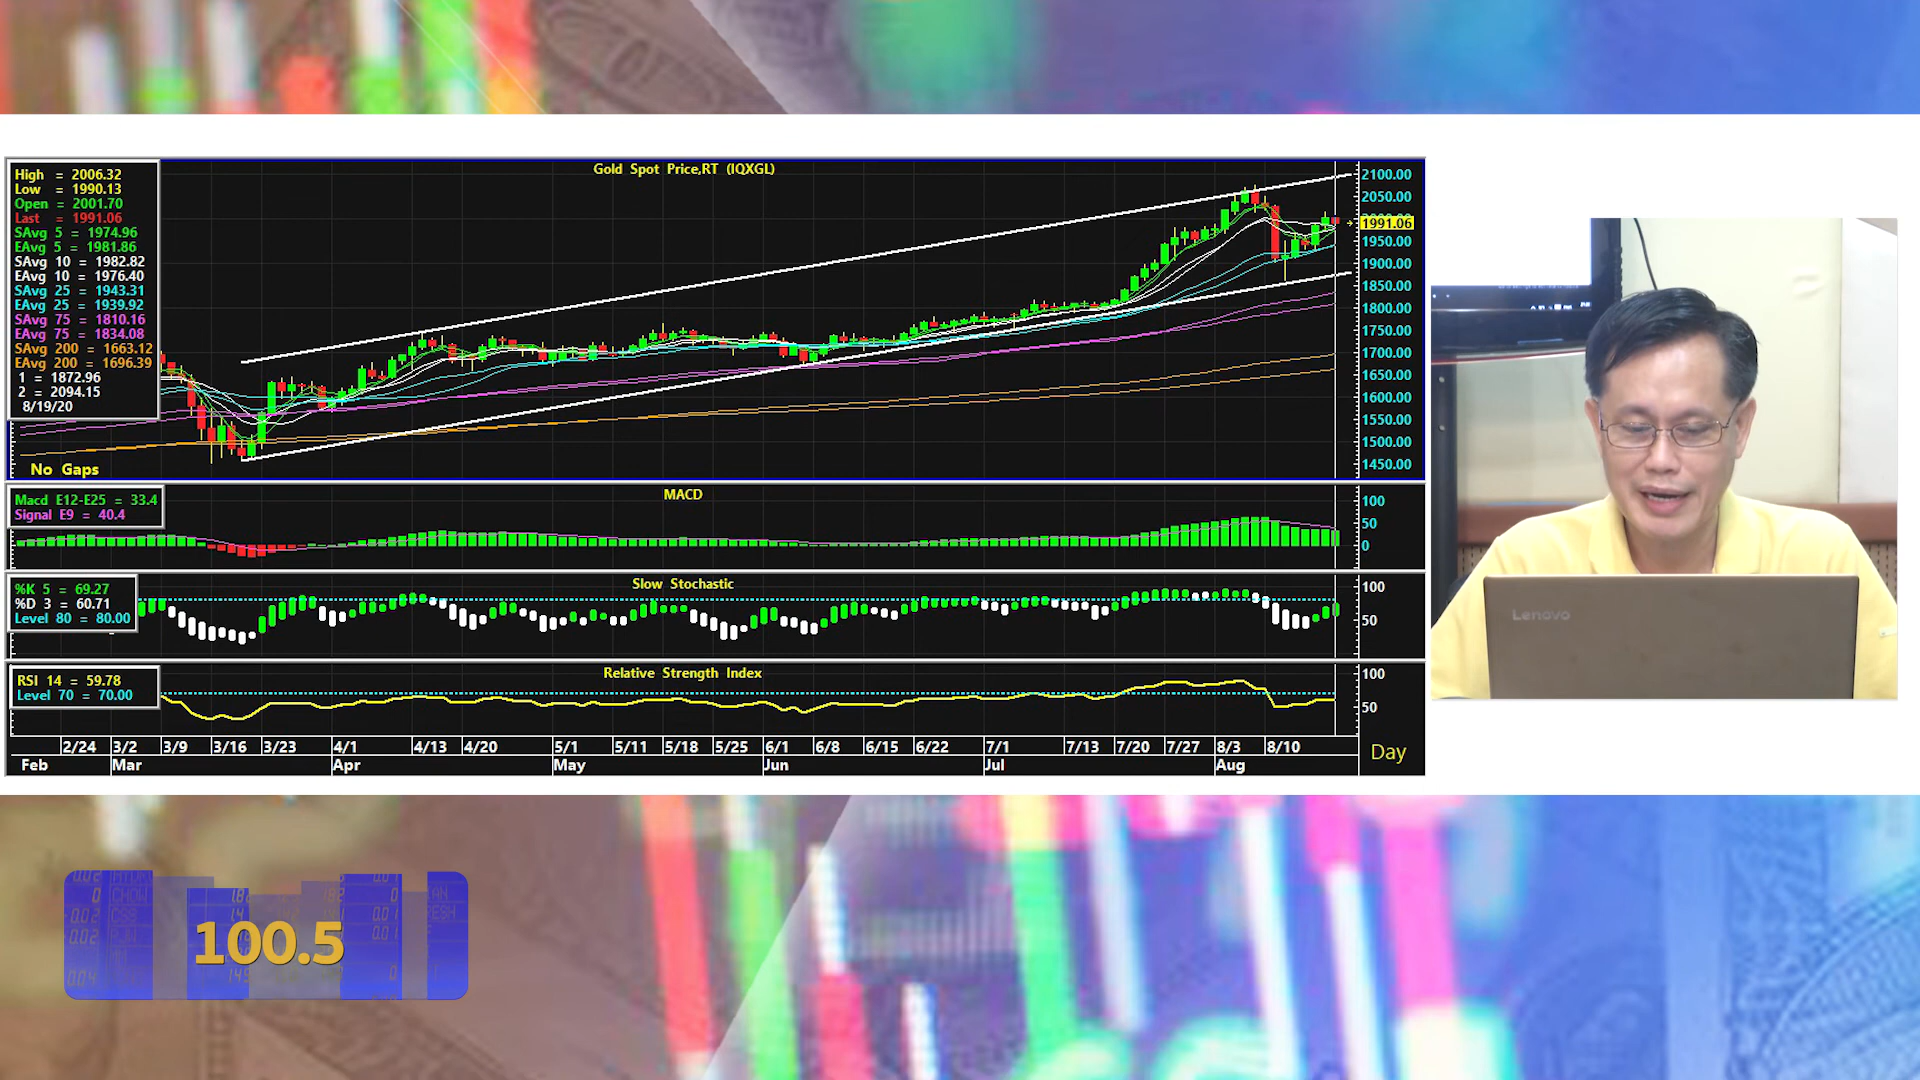 Gold Spot Price,RT (IQXGL)
High = 2006.32
Low = 1990.13
Open = 2001.70
Last = 1991.06
SAvg 5 = 1974.96
EAvg 5 = 1981.86
SAvg 10 = 1982.82
EAvg 10 = 1976.40
SAvg 25 = 1943.31
EAvg 25 = 1939.92
SAvg 75 = 1810.16
EAvg 75 = 1834.08
SAvg 200 = 1663.12
EAvg 200 = 1696.39
1 = 1872.96
2 = 2094.15
8/19/20
No Gaps
2100.00
2050.00
1991.06
1950.00
1900.00
1850.00
1800.00
1750.00
1700.00
1650.00
1600.00
1550.00
1500.00
1450.00
MACD
Macd E12-E25 = 33.4
Signal E9 = 40.4
100
50
0
Slow Stochastic
%K 5 = 69.27
%D 3 = 60.71
Level 80 = 80.00
100
50
Relative Strength Index
RSI 14 = 59.78
Level 70 = 70.00
100
50
2/24 3/2 3/9 3/16 3/23 4/1 4/13 4/20 5/1 5/11 5/18 5/25 6/1 6/8 6/15 6/22 7/1 7/13 7/20 7/27 8/3 8/10
Feb Mar Apr May Jun Jul Aug
Day
Lenovo
100.5